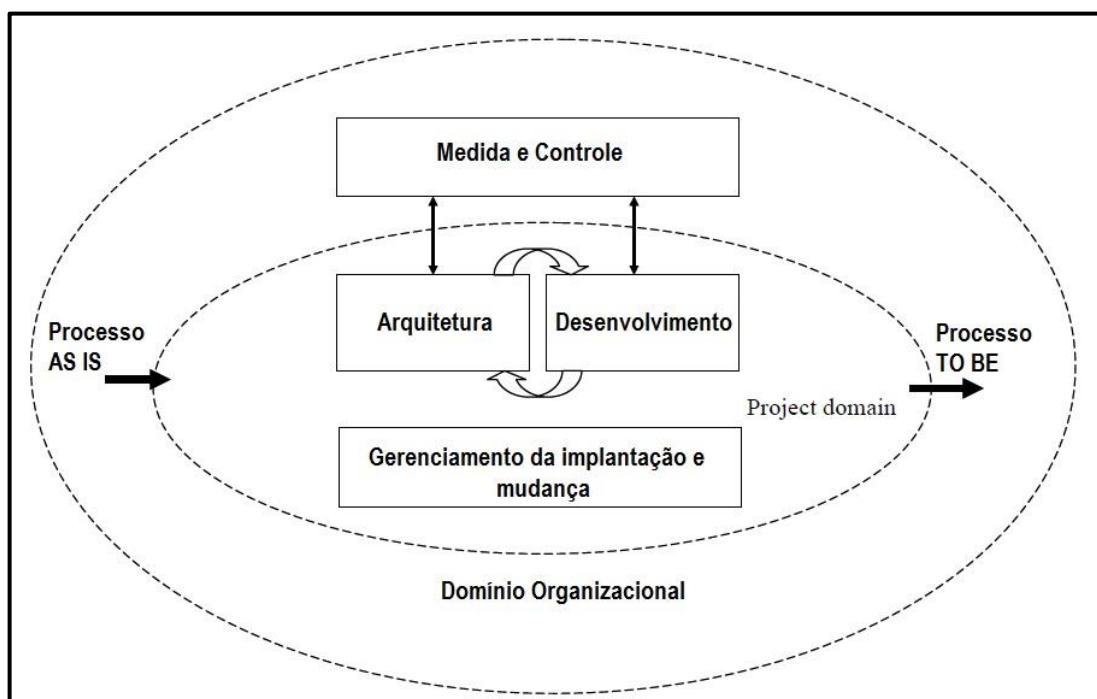 Medida e Controle
Arquitetura
Desenvolvimento
Processo
AS IS
Processo
TO BE
Project domain
Gerenciamento da implantação e
mudança
Domínio Organizacional